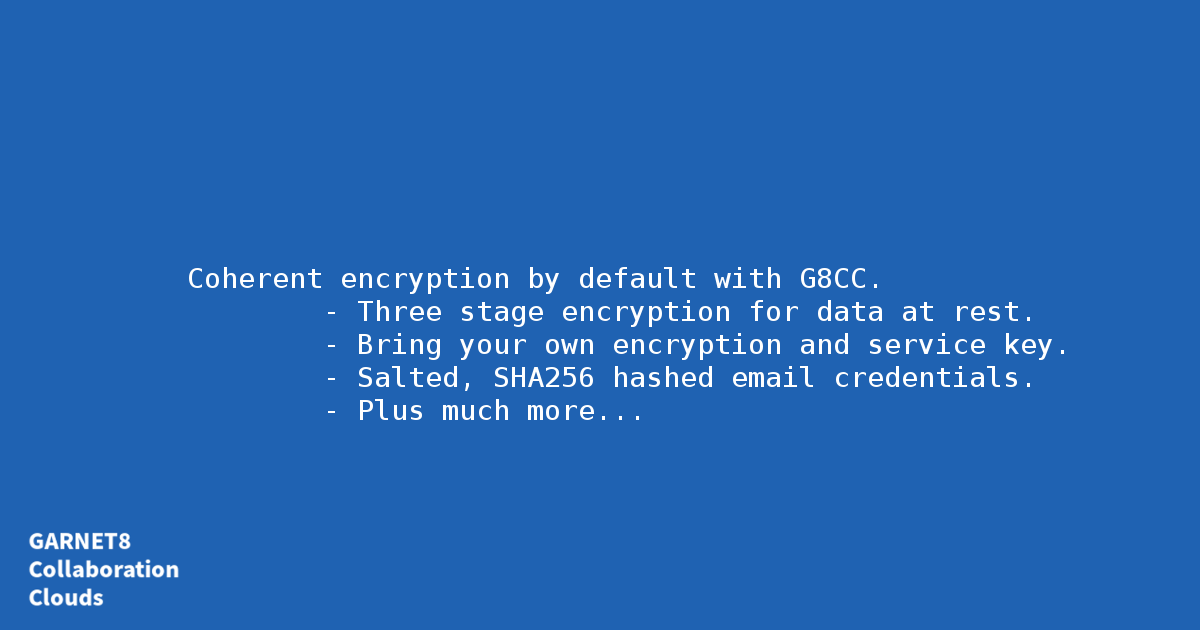 Coherent encryption by default with G8CC.
- Three stage encryption for data at rest.
- Bring your own encryption and service key.
- Salted, SHA256 hashed email credentials.
- Plus much more...
GARNET8
Collaboration
Clouds